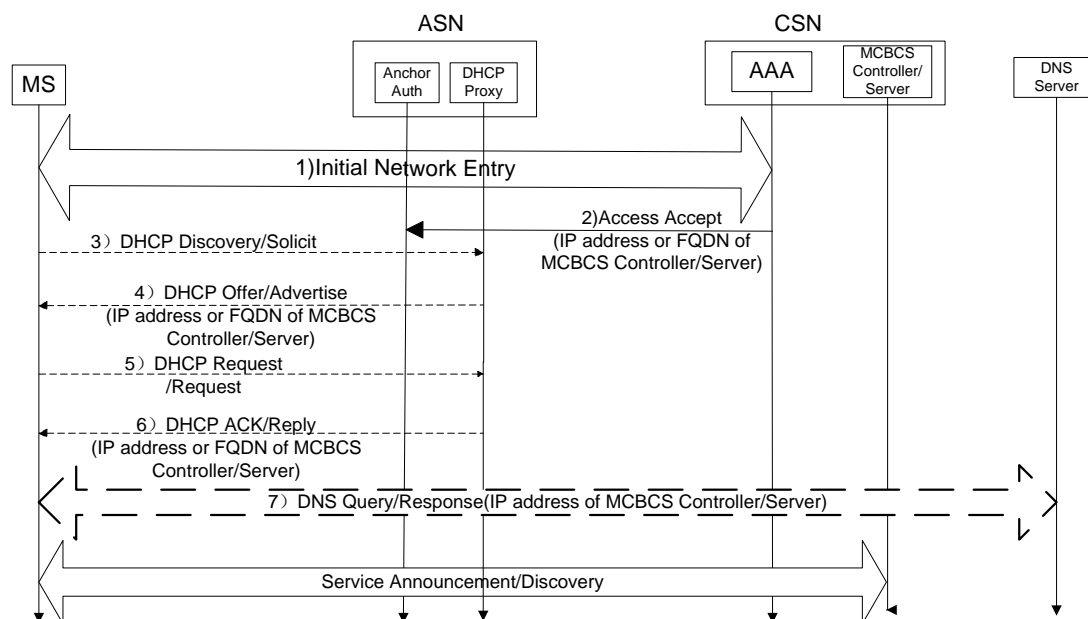 ASN
CSN
MS
Anchor
Auth
DHCP
Proxy
AAA
MCBCS
Controller/
Server
DNS
Server
1)Initial Network Entry
2)Access Accept
(IP address or FQDN of
MCBCS Controller/Server)
3）DHCP Discovery/Solicit
4）DHCP Offer/Advertise
(IP address or FQDN of MCBCS
Controller/Server)
5）DHCP Request
/Request
6）DHCP ACK/Reply
(IP address or FQDN of MCBCS
Controller/Server)
7）DNS Query/Response(IP address of MCBCS Controller/Server)
Service Announcement/Discovery